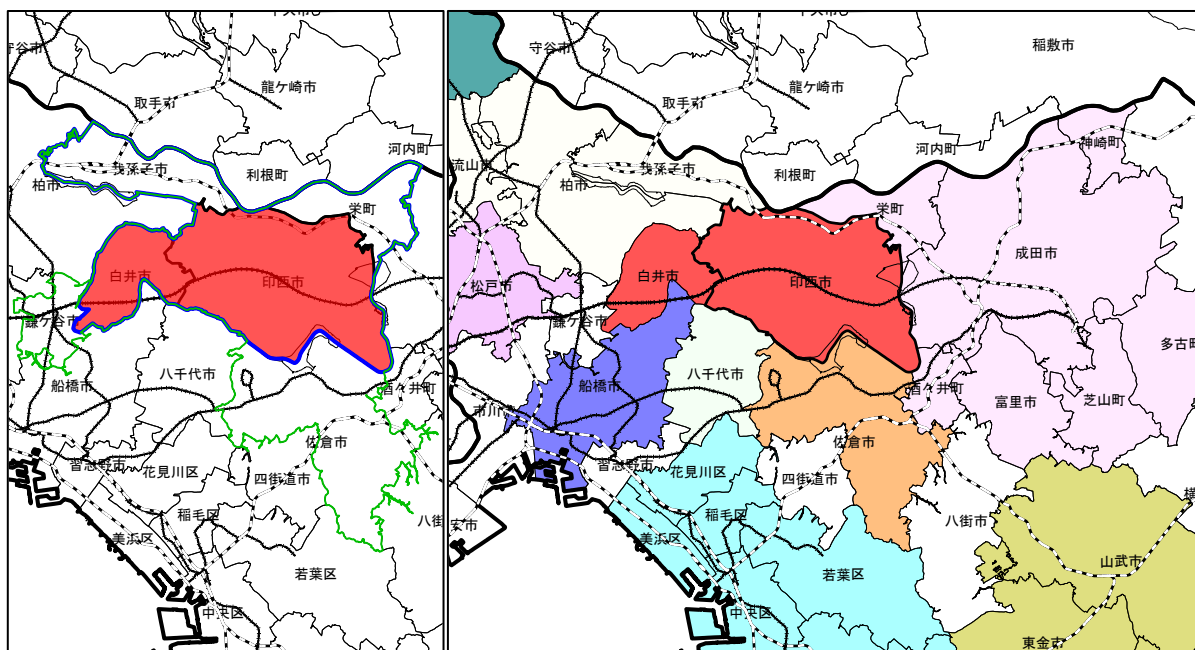 守谷市
取手市
龍ケ崎市
河内町
我孫子市
利根町
柏市
栄町
白井市
印西市
鎌ケ谷市
船橋市
八千代市
酒々井町
佐倉市
習志野市
花見川区
四街道市
稲毛区
美浜区
八街
若葉区
中央区
守谷市
稲敷市
龍ケ崎市
取手市
河内町
神崎町
流山市
柏市
利根町
栄町
成田市
白井市
印西市
松戸市
鎌ケ谷市
多古町
船橋市
八千代市
酒々井町
富里市
芝山町
市川
佐倉市
習志野市
花見川区
四街道市
横
稲毛区
八街市
安市
美浜区
山武市
若葉区
東金市